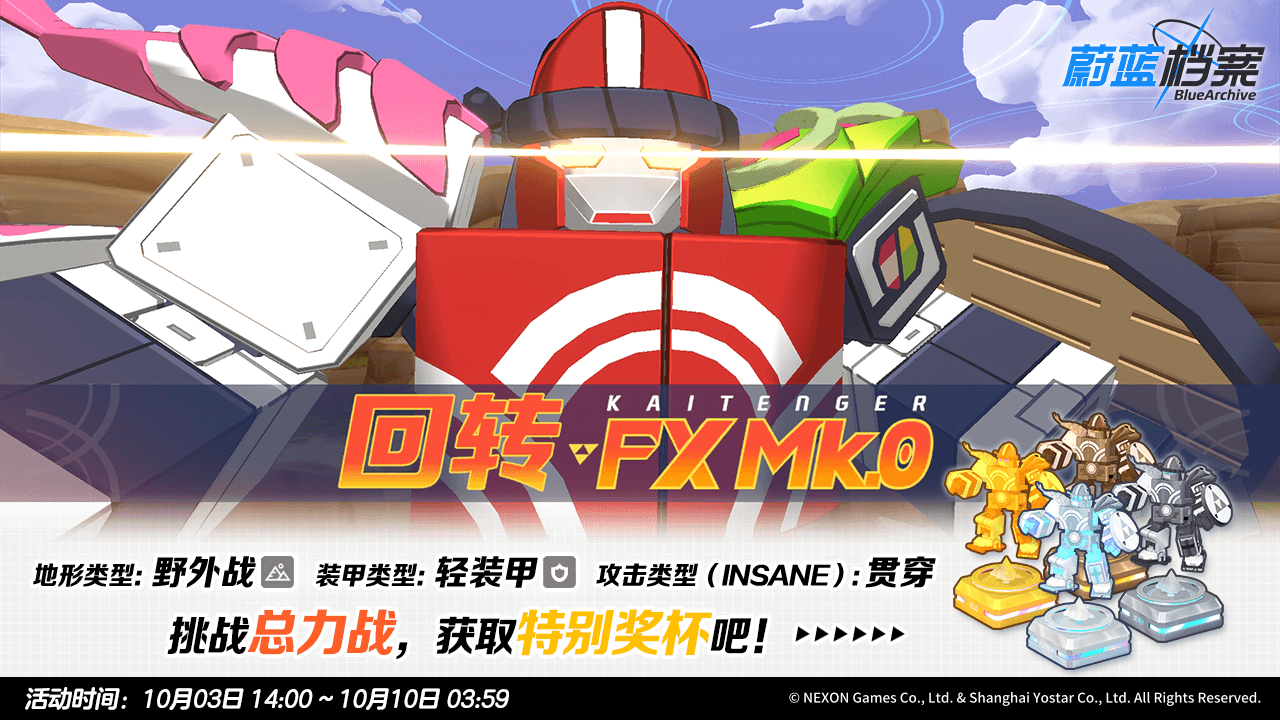 蔚蓝档案
BlueArchive
KAITENGER
回转·FX Mk.0
地形类型: 野外战 装甲类型: 轻装甲 攻击类型 ( INSANE ) : 贯穿
挑战总力战，获取特别奖杯吧！
活动时间：10月03日 14:00 ~ 10月10日 03:59
© NEXON Games Co., Ltd. & Shanghai Yostar Co., Ltd. All Rights Reserved.